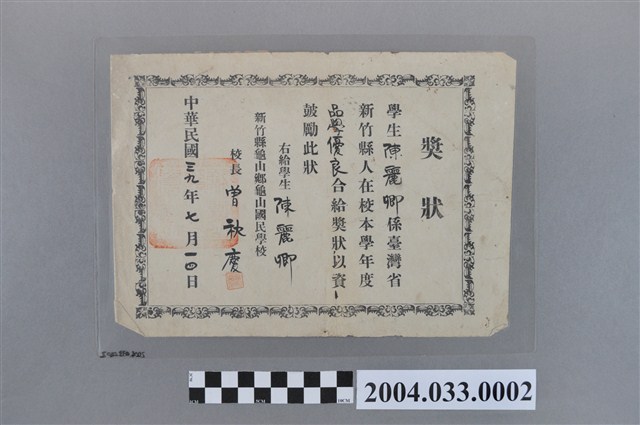 獎狀
學生陳麗卿係臺灣省
新竹縣人在校本學年度
品學優良合給獎狀以資
鼓勵此狀
右給學生 陳麗卿
新竹縣龜山鄉龜山國民學校
校長 曾秋慶
中華民國三九年七月一四日
2004.033.0002